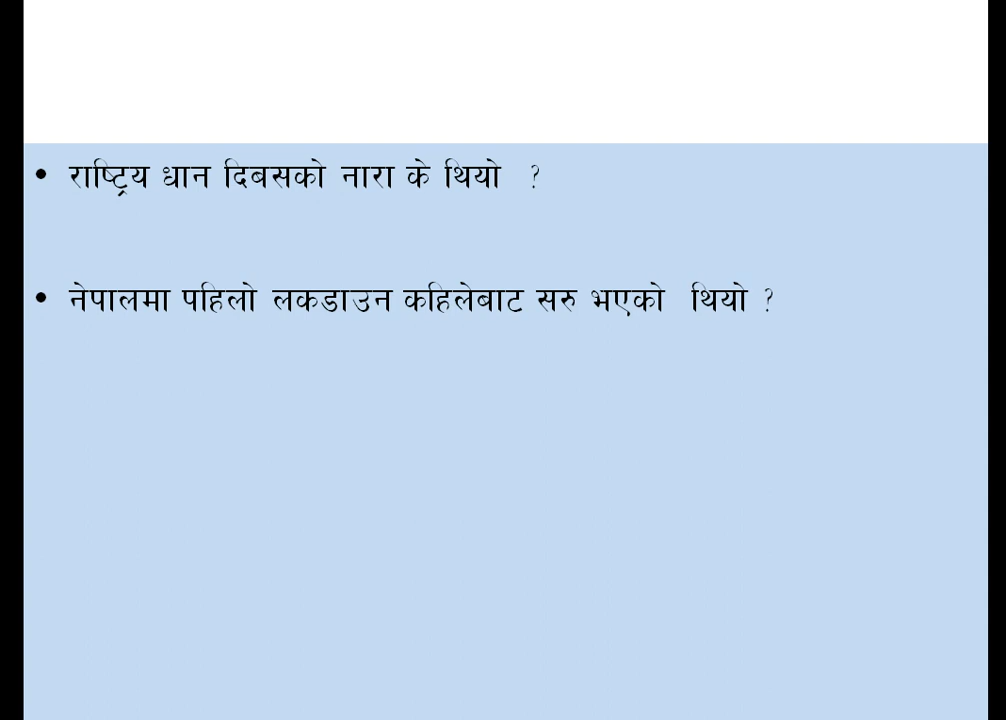 • राष्ट्रिय धान दिबसको नारा के थियो ?
• नेपालमा पहिलो लकडाउन कहिलेबाट सरु भएको थियो ?